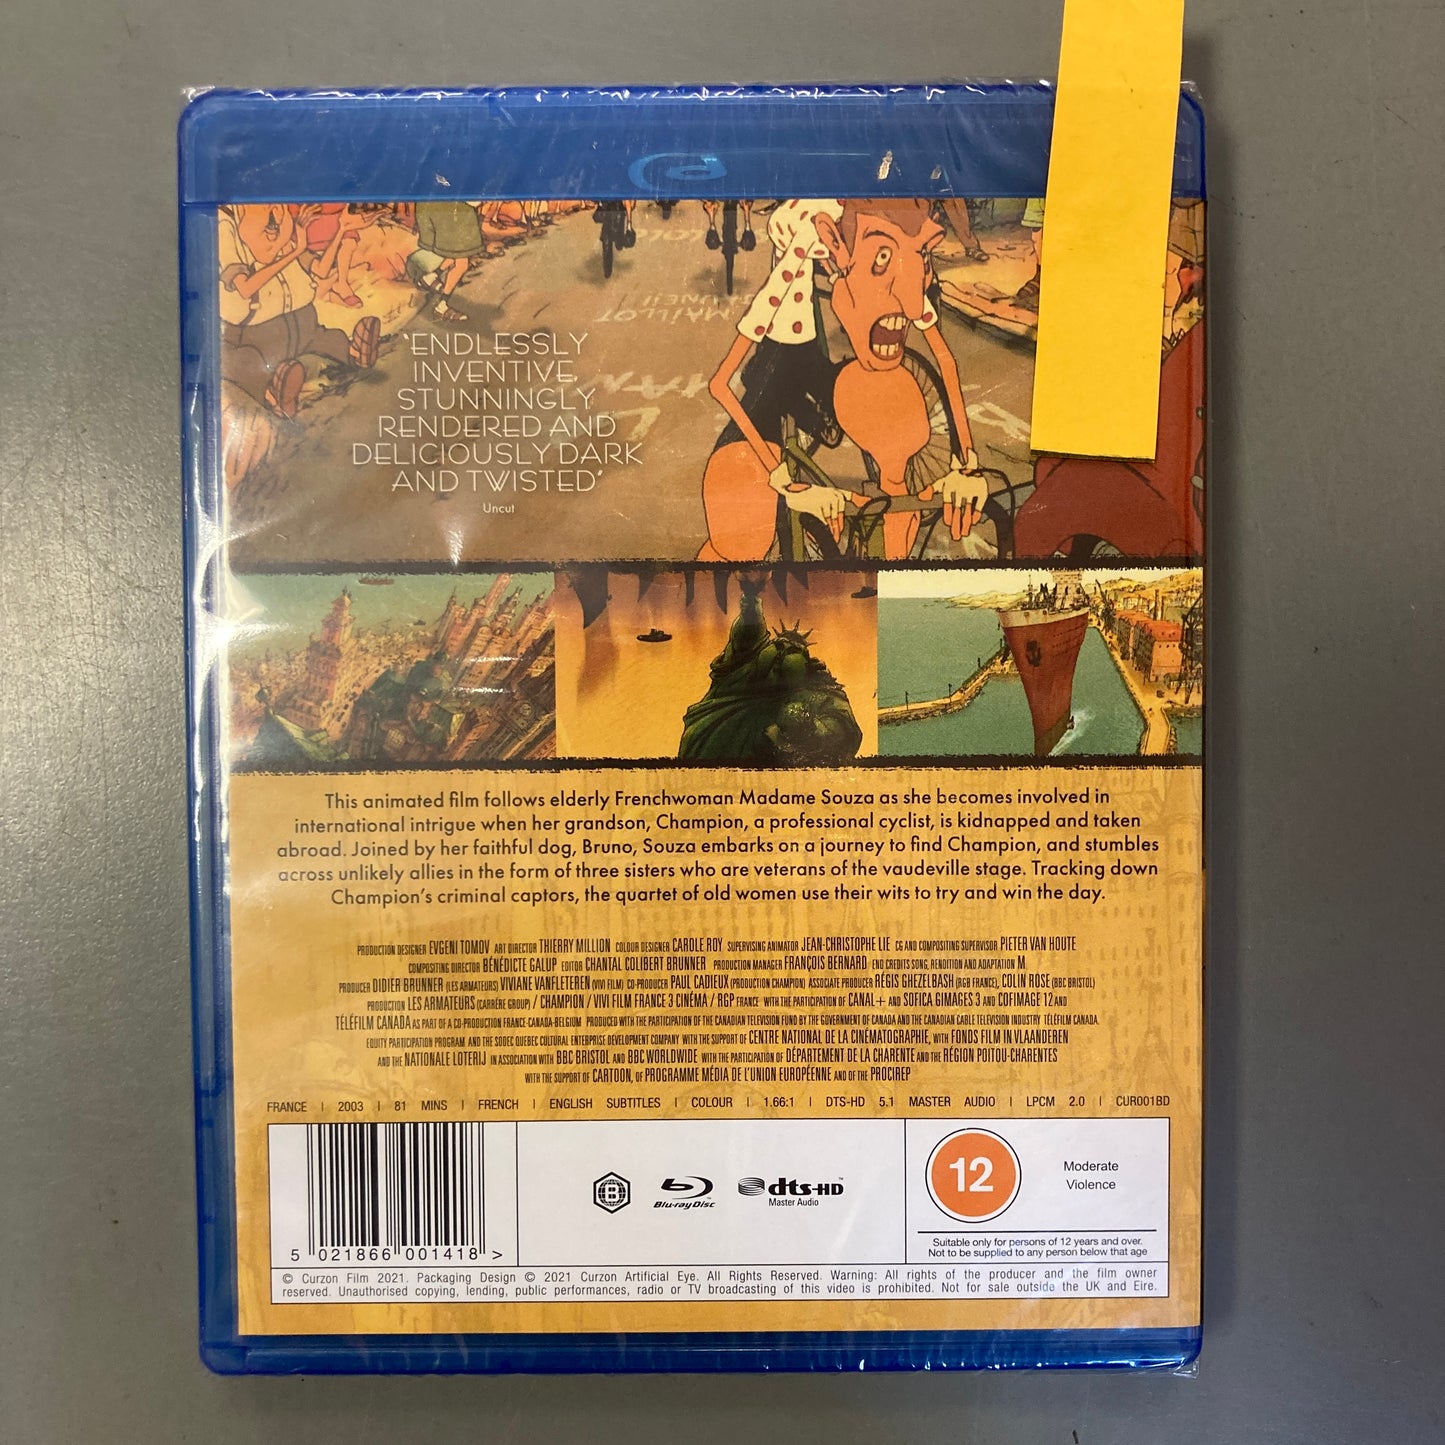 'ENDLESSLY
INVENTIVE,
STUNNINGLY
RENDERED AND
DELICIOUSLY DARK
AND TWISTED'
Uncut
This animated film follows elderly Frenchwoman Madame Souza as she becomes involved in
international intrigue when her grandson, Champion, a professional cyclist, is kidnapped and taken
abroad. Joined by her faithful dog, Bruno, Souza embarks on a journey to find Champion, and stumbles
across unlikely allies in the form of three sisters who are veterans of the vaudeville stage. Tracking down
Champion's criminal captors, the quartet of old women use their wits to try and win the day.
PRODUCTION DESIGNER EVGENI TOMOV ART DIRECTOR THIERRY MILLION COLOUR DESIGNER CAROLE ROY SUPERVISING ANIMATOR JEAN-CHRISTOPHE LIE CG AND COMPOSITING SUPERVISOR PIETER VAN HOUTE
COMPOSITING DIRECTOR BÉNÉDICTE GALUP EDITOR CHANTAL COLIBERT BRUNNER PRODUCTION MANAGER FRANÇOIS BERNARD END CREDITS SONG, RENDITION AND ADAPTATION M
PRODUCER DIDIER BRUNNER (LES ARMATEURS) VIVIANE VANFLETEREN (VIVI FILM) CO-PRODUCER PAUL CADIEUX (PRODUCTION CHAMPION) ASSOCIATE PRODUCER RÉGIS GHEZELBASH (RGB FRANCE), COLIN ROSE (BBC BRISTOL)
PRODUCTION LES ARMATEURS (CARRÈRE GROUP) / CHAMPION / VIVI FILM FRANCE 3 CINÉMA / RGP FRANCE WITH THE PARTICIPATION OF CANAL+ AND SOFICA GIMAGES 3 AND COFIMAGE 12 AND
TÉLÉFILM CANADA AS PART OF A CO-PRODUCTION FRANCE-CANADA-BELGIUM PRODUCED WITH THE PARTICIPATION OF THE CANADIAN TELEVISION FUND BY THE GOVERNMENT OF CANADA AND THE CANADIAN CABLE TELEVISION INDUSTRY TÉLÉFILM CANADA.
EQUITY PARTICIPATION PROGRAM AND THE SODEC QUEBEC CULTURAL ENTERPRISE DEVELOPMENT COMPANY WITH THE SUPPORT OF CENTRE NATIONAL DE LA CINÉMATOGRAPHIE, WITH FONDS FILM IN VLAANDEREN
AND THE NATIONALE LOTERIJ IN ASSOCIATION WITH BBC BRISTOL AND BBC WORLDWIDE WITH THE PARTICIPATION OF DÉPARTEMENT DE LA CHARENTE AND THE RÉGION POITOU-CHARENTES
WITH THE SUPPORT OF CARTOON, OF PROGRAMME MÉDIA DE L'UNION EUROPÉENNE AND OF THE PROCIREP
FRANCE | 2003 | 81 MINS | FRENCH | ENGLISH SUBTITLES | COLOUR | 1.66:1 | DTS-HD 5.1 MASTER AUDIO | LPCM 2.0 | CUR001BD
5 021866 001418 >
B
Blu-ray Disc
dts-HD
Master Audio
12
Moderate
Violence
Suitable only for persons of 12 years and over.
Not to be supplied to any person below that age
© Curzon Film 2021. Packaging Design © 2021 Curzon Artificial Eye. All Rights Reserved. Warning: All rights of the producer and the film owner
reserved. Unauthorised copying, lending, public performances, radio or TV broadcasting of this video is prohibited. Not for sale outside the UK and Eire.